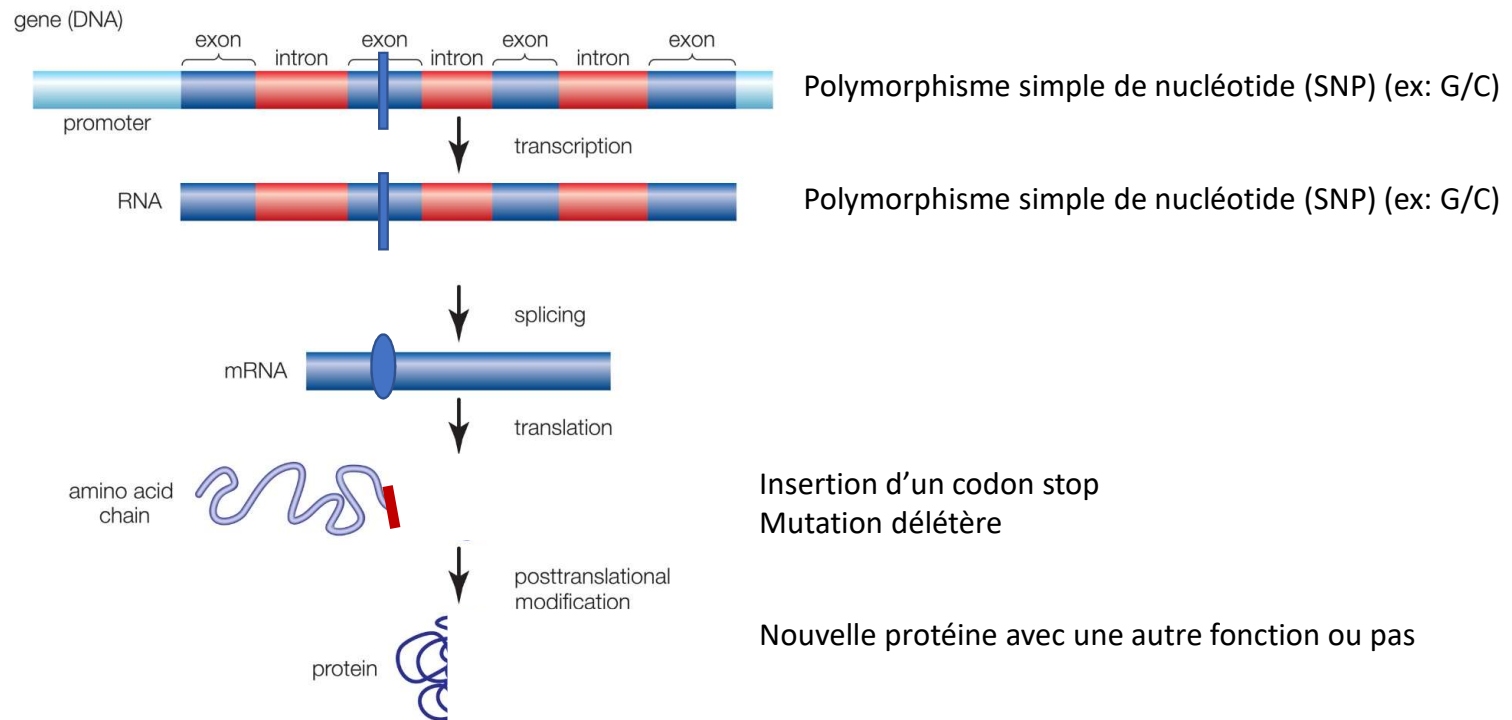 gene (DNA)
exon intron exon intron exon intron exon
Polymorphisme simple de nucléotide (SNP) (ex: G/C)
promoter
transcription
RNA
Polymorphisme simple de nucléotide (SNP) (ex: G/C)
splicing
mRNA
translation
amino acid
chain
Insertion d’un codon stop
Mutation délétère
posttranslational
modification
Nouvelle protéine avec une autre fonction ou pas
protein